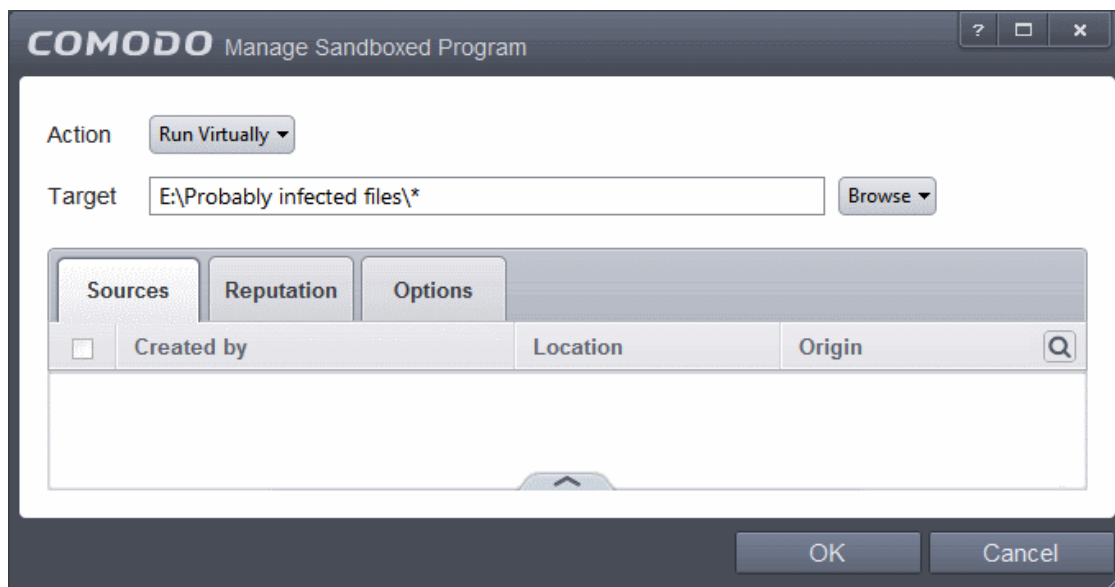 COMODO Manage Sandboxed Program ?
Action Run Virtually
Target E:\Probably infected files\* Browse
Sources Reputation Options
Created by Location Origin
OK Cancel